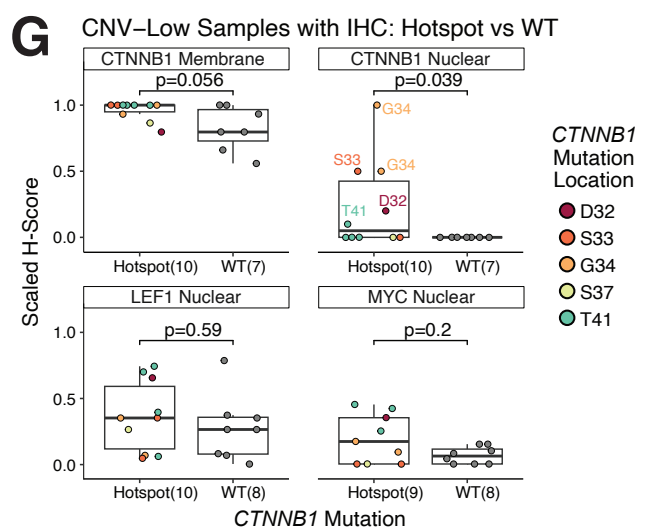 G
CNV−Low Samples with IHC: Hotspot vs WT
CTNNB1 Membrane
CTNNB1 Nuclear
p=0.056
p=0.039
1.0
0.5
0.0
G34
S33
G34
D32
T41
Hotspot(10)
WT(7)
Hotspot(10)
WT(7)
LEF1 Nuclear
MYC Nuclear
p=0.59
p=0.2
1.0
0.5
0.0
Hotspot(10)
WT(8)
Hotspot(9)
WT(8)
Scaled H-Score
CTNNB1 Mutation
CTNNB1
Mutation
Location
D32
S33
G34
S37
T41